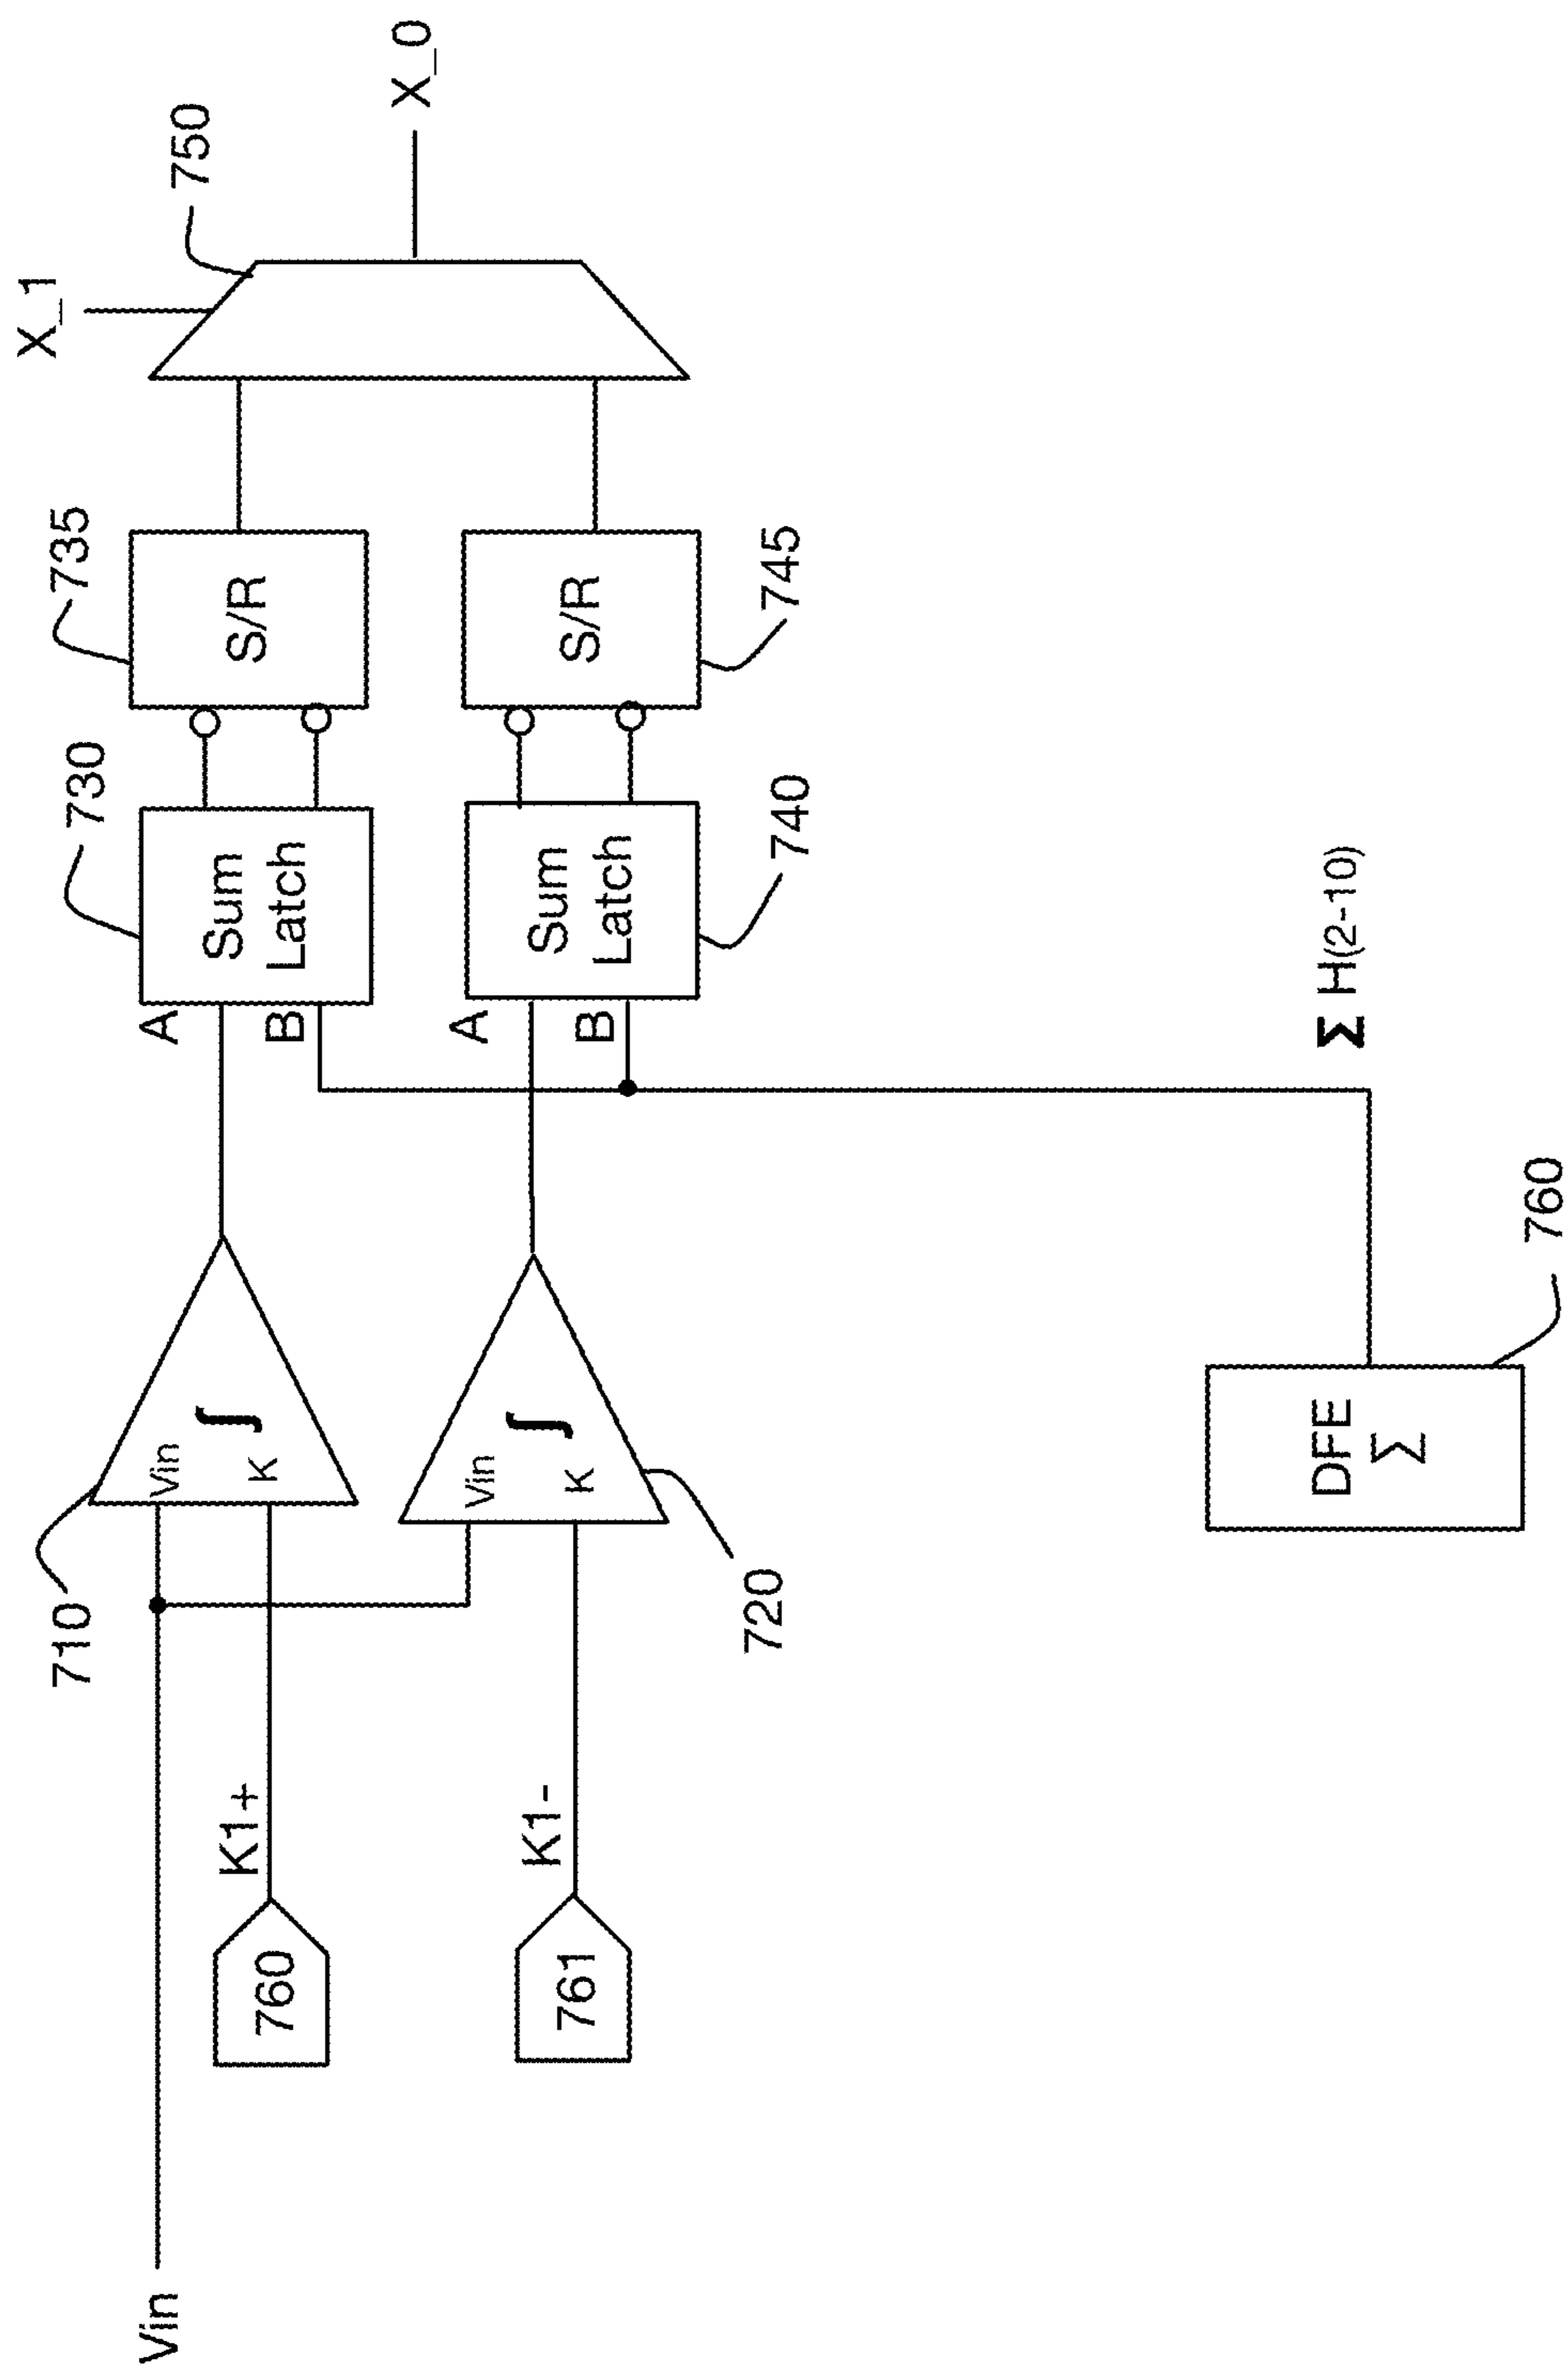 Vin
710
Vin
K
∫
K1+
760
K1-
761
Vin
K
∫
720
730
A
B
Sum
Latch
735
S/R
A
B
Sum
Latch
740
S/R
745
X_1
750
X_0
Σ H(2-10)
DFE
Σ
760